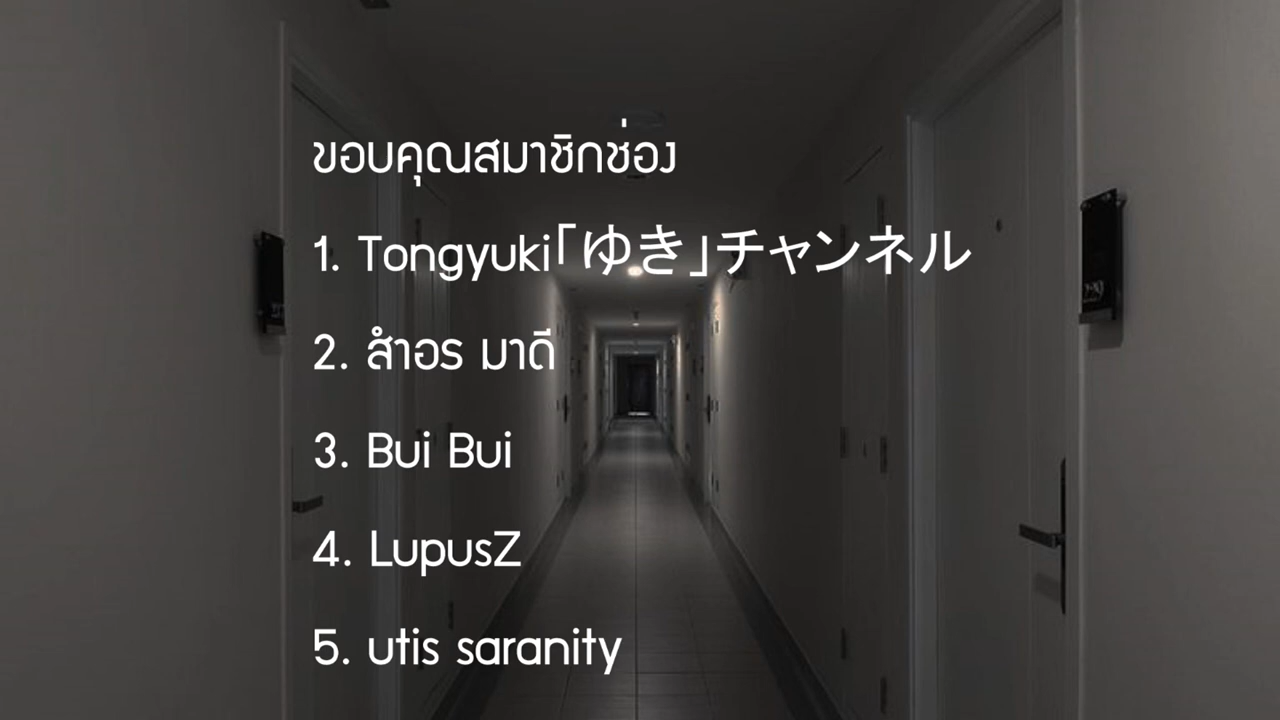 ขอบคุณสมาชิกช่อง
1. Tongyuki「ゆき」チャンネル
2. สำอร มาดี
3. Bui Bui
4. LupusZ
5. utis saranity